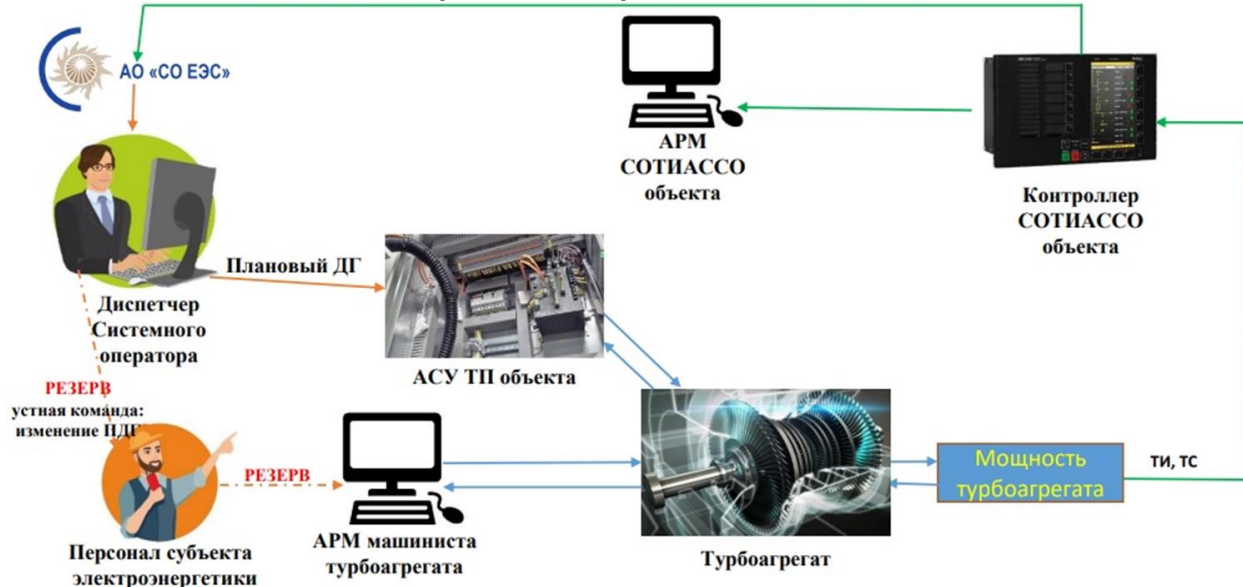 АО «СО ЕЭС»
АРМ
СОТИАССО
объекта
Контроллер
СОТИАССО
объекта
Плановый ДГ
Диспетчер
Системного
оператора
АСУ ТП объекта
РЕЗЕРВ
устная команда:
изменение ПДГ
РЕЗЕРВ
Мощность
турбоагрегата
ТИ, ТС
Персонал субъекта
электроэнергетики
АРМ машиниста
турбоагрегата
Турбоагрегат